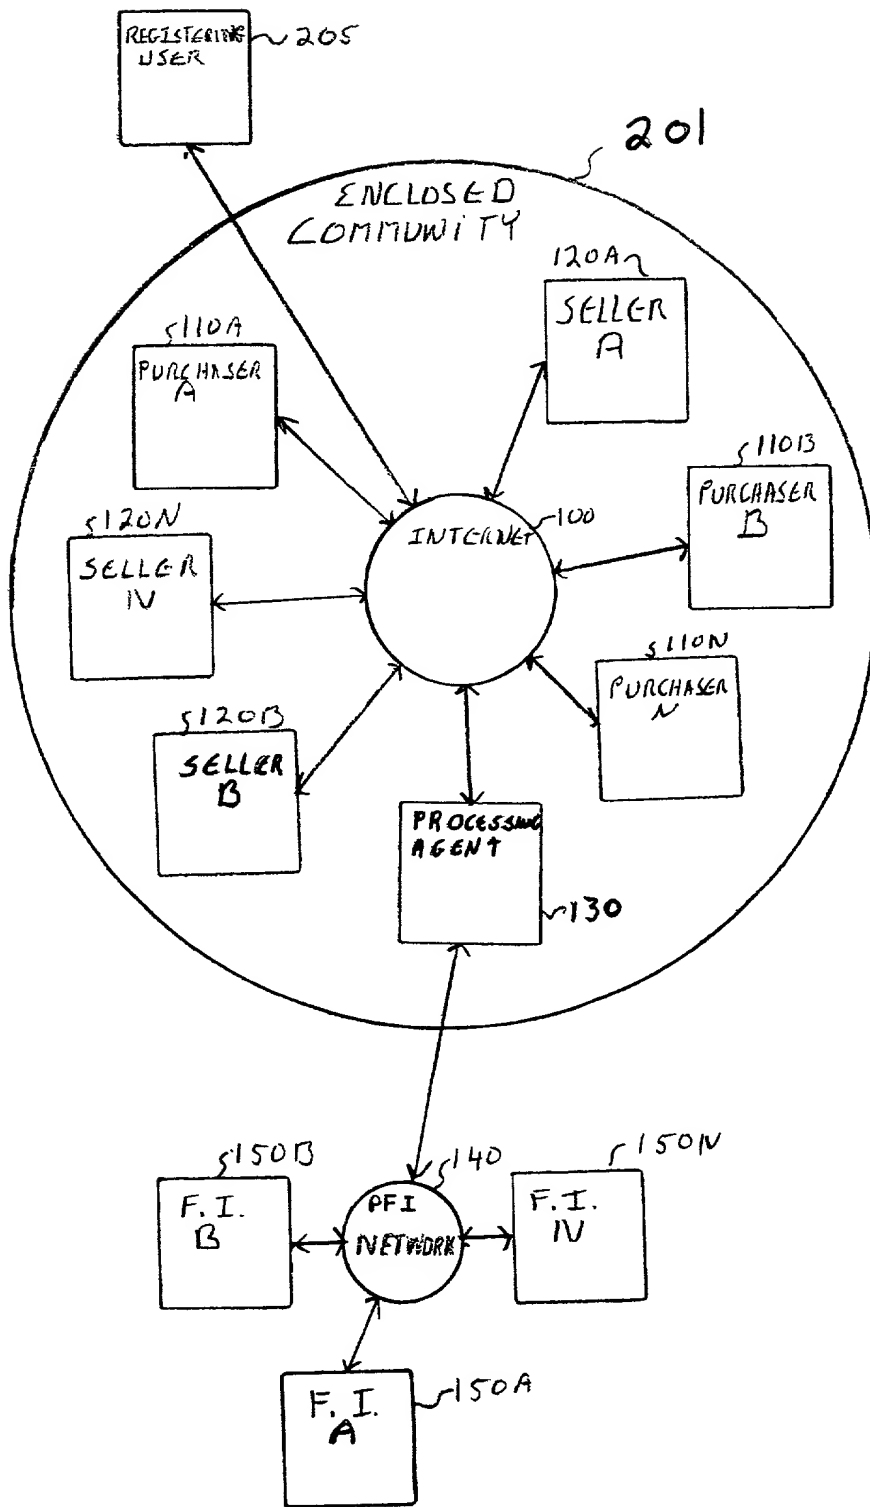 REGISTERING
USER
205
201
ENCLOSED
COMMUNITY
120A
SELLER
A
110A
PURCHASER
A
110B
PURCHASER
B
120N
SELLER
N
INTERNET
100
110N
PURCHASER
N
120B
SELLER
B
PROCESSING
AGENT
130
150B
F. I.
B
140
PFI
NETWORK
150N
F. I.
N
150A
F. I.
A